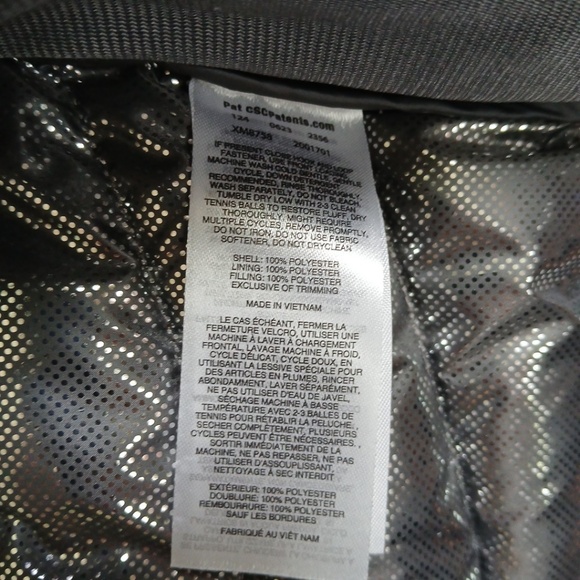 Pat CSCPatents.com
124 0623 2356
XM8738 2001761
IF PRESENT CLOSE HOOK AND LOOP
FASTENER, USE FRONT LOADING
MACHINE WASH COLD GENTLE, GENTLE
CYCLE, DOWN DETERGENT
RECOMMENDED, RINSE THOROUGHLY
WASH SEPARATELY, DO NOT BLEACH.
TUMBLE DRY LOW WITH 2-3 CLEAN
TENNIS BALLS TO RESTORE FLUFF, DRY
THOROUGHLY. MIGHT REQUIRE
MULTIPLE CYCLES, REMOVE PROMPTLY,
DO NOT IRON, DO NOT USE FABRIC
SOFTENER, DO NOT DRYCLEAN
SHELL: 100% POLYESTER
LINING: 100% POLYESTER
FILLING: 100% POLYESTER
EXCLUSIVE OF TRIMMING
MADE IN VIETNAM
LE CAS ÉCHÉANT, FERMER LA
FERMETURE VELCRO, UTILISER UNE
MACHINE À LAVER À CHARGEMENT
FRONTAL. LAVAGE MACHINE À FROID,
CYCLE DÉLICAT, CYCLE DOUX, EN
UTILISANT LA LESSIVE SPÉCIALE POUR
DES ARTICLES EN PLUMES, RINCER
ABONDAMMENT, LAVER SÉPARÉMENT,
NE PAS UTILISER D'EAU DE JAVEL,
SÉCHAGE MACHINE À BASSE
TEMPÉRATURE AVEC 2-3 BALLES DE
TENNIS POUR RÉTABLIR LA PELUCHE.,
SECHER COMPLÈTEMENT, PLUSIEURS
CYCLES PEUVENT ÊTRE NÉCESSAIRES ,
SORTIR IMMÉDIATEMENT DE LA
MACHINE, NE PAS REPASSER, NE PAS
UTILISER D'ASSOUPLISSANT,
NETTOYAGE À SEC INTERDIT
EXTÉRIEUR: 100% POLYESTER
DOUBLURE: 100% POLYESTER
REMBOURRURE: 100% POLYESTER
SAUF LES BORDURES
FABRIQUÉ AU VIÊT NAM